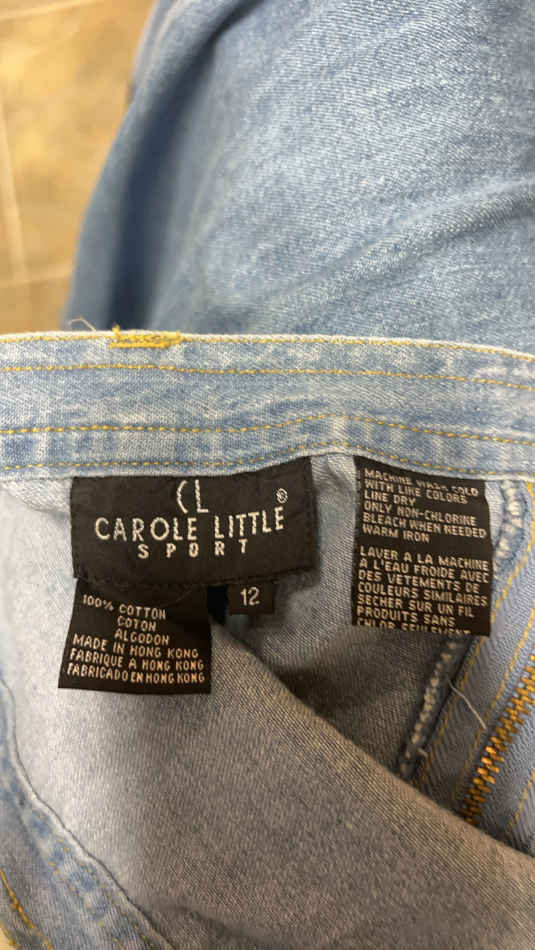 CL ®
CAROLE LITTLE
SPORT
12
100% COTTON
COTON
ALGODON
MADE IN HONG KONG
FABRIQUE A HONG KONG
FABRICADO EN HONG KONG
MACHINE WASH COLD
WITH LIKE COLORS
LINE DRY
ONLY NON-CHLORINE
BLEACH WHEN NEEDED
WARM IRON
LAVER A LA MACHINE
A L'EAU FROIDE AVEC
DES VETEMENTS DE
COULEURS SIMILAIRES
SECHER SUR UN FIL
PRODUITS SANS
CHLOR SEULEMENT